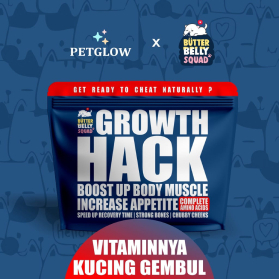 PETGLOW
x
BUTTER
BELLY
SQUAD
GET READY TO CHEAT NATURALLY ?
BUTTER
BELLY
SQUAD
GROWTH
HACK
BOOST UP BODY MUSCLE
INCREASE APPETITE
COMPLETE
AMINO ACIDS
SPEED UP RECOVERY TIME | STRONG BONES | CHUBBY CHEEKS
VITAMINNYA
KUCING GEMBUL